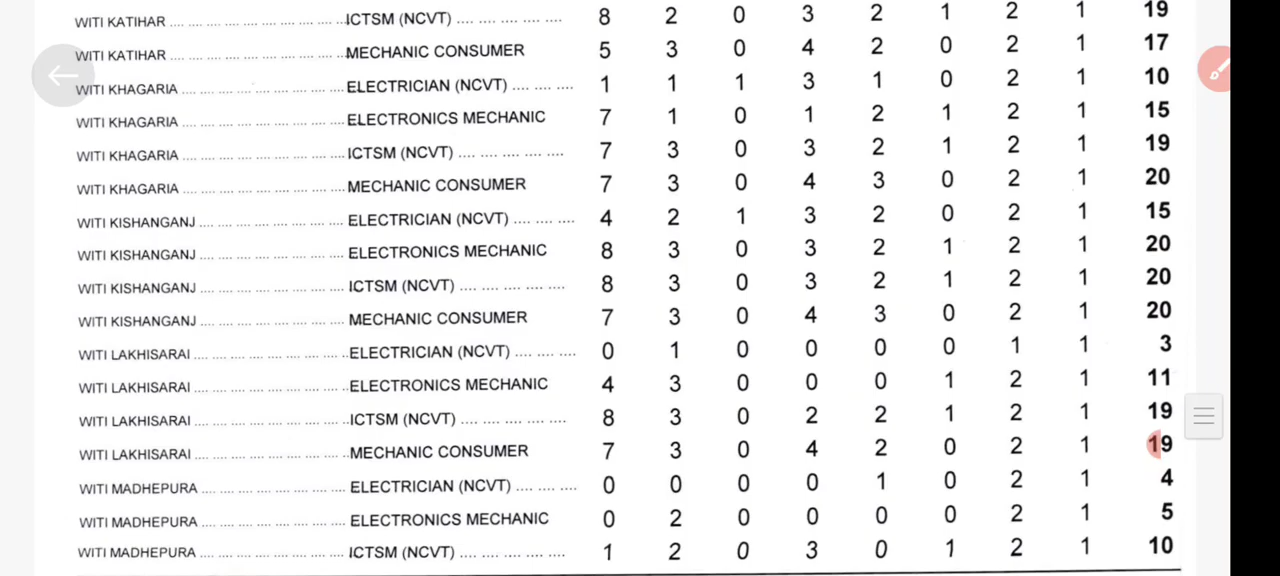 WITI KATIHAR .... .... .... .... .... .... .... ICTSM (NCVT) .... .... .... .... .... 8 2 0 3 2 1 2 1 19
WITI KATIHAR .... .... .... .... .... .... .... MECHANIC CONSUMER 5 3 0 4 2 0 2 1 17
WITI KHAGARIA .... .... .... .... .... .... .... ELECTRICIAN (NCVT) .... .... .... 1 1 1 3 1 0 2 1 10
WITI KHAGARIA .... .... .... .... .... .... .... ELECTRONICS MECHANIC 7 1 0 1 2 1 2 1 15
WITI KHAGARIA .... .... .... .... .... .... .... ICTSM (NCVT) .... .... .... .... .... 7 3 0 3 2 1 2 1 19
WITI KHAGARIA .... .... .... .... .... .... .... MECHANIC CONSUMER 7 3 0 4 3 0 2 1 20
WITI KISHANGANJ .... .... .... .... .... .... ELECTRICIAN (NCVT) .... .... .... 4 2 1 3 2 0 2 1 15
WITI KISHANGANJ .... .... .... .... .... .... ELECTRONICS MECHANIC 8 3 0 3 2 1 2 1 20
WITI KISHANGANJ .... .... .... .... .... .... ICTSM (NCVT) .... .... .... .... .... 8 3 0 3 2 1 2 1 20
WITI KISHANGANJ .... .... .... .... .... .... MECHANIC CONSUMER 7 3 0 4 3 0 2 1 20
WITI LAKHISARAI .... .... .... .... .... .... .... ELECTRICIAN (NCVT) .... .... .... 0 1 0 0 0 0 1 1 3
WITI LAKHISARAI .... .... .... .... .... .... .... ELECTRONICS MECHANIC 4 3 0 0 0 1 2 1 11
WITI LAKHISARAI .... .... .... .... .... .... .... ICTSM (NCVT) .... .... .... .... .... 8 3 0 2 2 1 2 1 19
WITI LAKHISARAI .... .... .... .... .... .... .... MECHANIC CONSUMER 7 3 0 4 2 0 2 1 19
WITI MADHEPURA .... .... .... .... .... .... ELECTRICIAN (NCVT) .... .... .... 0 0 0 0 1 0 2 1 4
WITI MADHEPURA .... .... .... .... .... .... ELECTRONICS MECHANIC 0 2 0 0 0 0 2 1 5
WITI MADHEPURA .... .... .... .... .... .... ICTSM (NCVT) .... .... .... .... .... 1 2 0 3 0 1 2 1 10